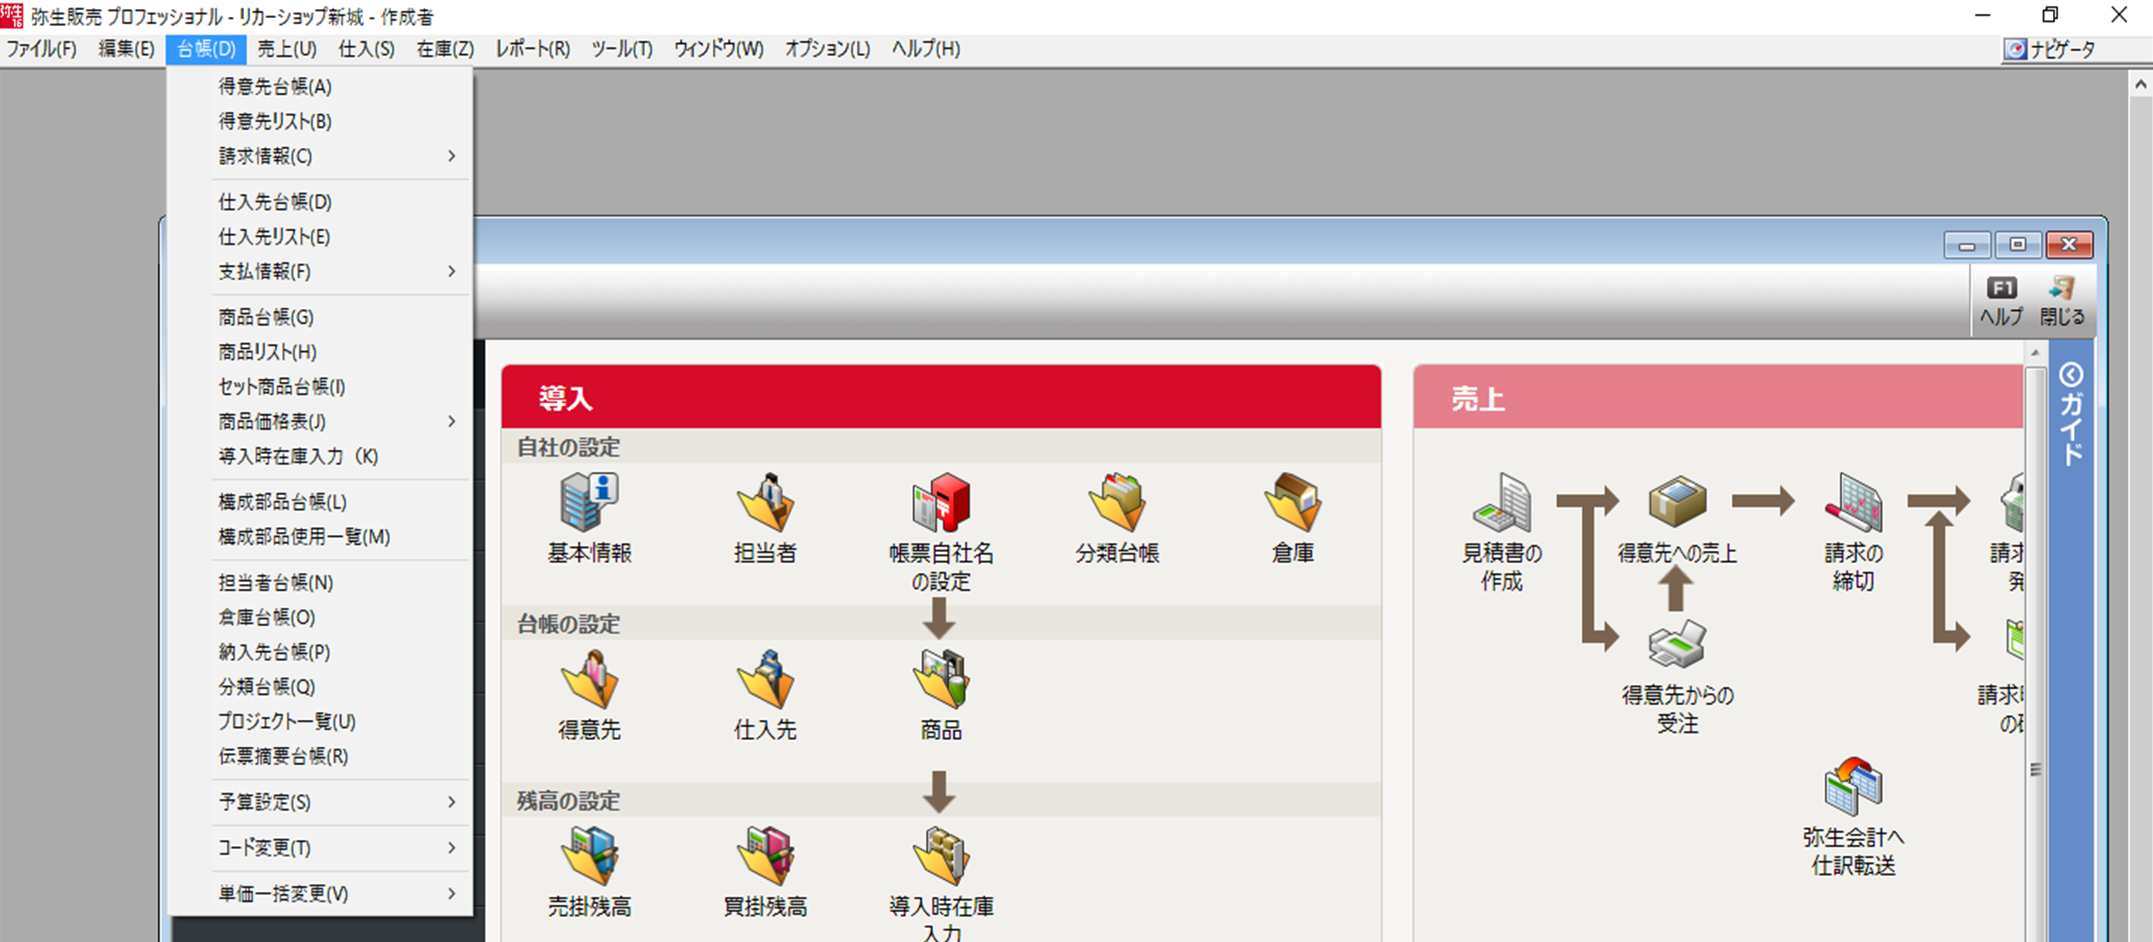 弥生販売 プロフェッショナル - リカーショップ新城 - 作成者
ファイル(F) 編集(E) 台帳(D) 売上(U) 仕入(S) 在庫(Z) レポート(R) ツール(T) ウィンドウ(W) オプション(L) ヘルプ(H)
ナビゲータ
得意先台帳(A)
得意先リスト(B)
請求情報(C)
仕入先台帳(D)
仕入先リスト(E)
支払情報(F)
商品台帳(G)
商品リスト(H)
セット商品台帳(I)
商品価格表(J)
導入時在庫入力（K)
構成部品台帳(L)
構成部品使用一覧(M)
担当者台帳(N)
倉庫台帳(O)
納入先台帳(P)
分類台帳(Q)
プロジェクト一覧(U)
伝票摘要台帳(R)
予算設定(S)
コード変更(T)
単価一括変更(V)
F1
ヘルプ 閉じる
導入
自社の設定
基本情報
担当者
帳票自社名
の設定
分類台帳
倉庫
台帳の設定
得意先
仕入先
商品
残高の設定
売掛残高
買掛残高
導入時在庫
入力
売上
見積書の
作成
得意先への売上
請求の
締切
請求
発
得意先からの
受注
請求
の
弥生会計へ
仕訳転送
ガイド